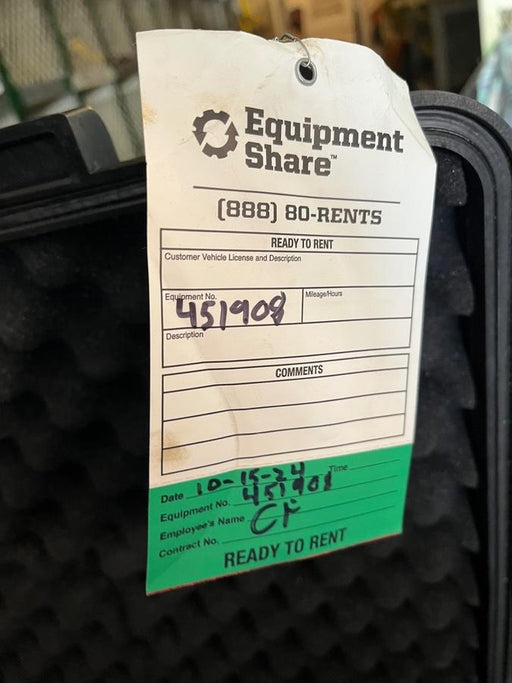 Equipment
Share™
(888) 80-RENTS
READY TO RENT
Customer Vehicle License and Description
Equipment No. Mileage/Hours
451908
Description
COMMENTS
Date 10-15-24 Time
Equipment No. 451908
Employee's Name CF
Contract No.
READY TO RENT